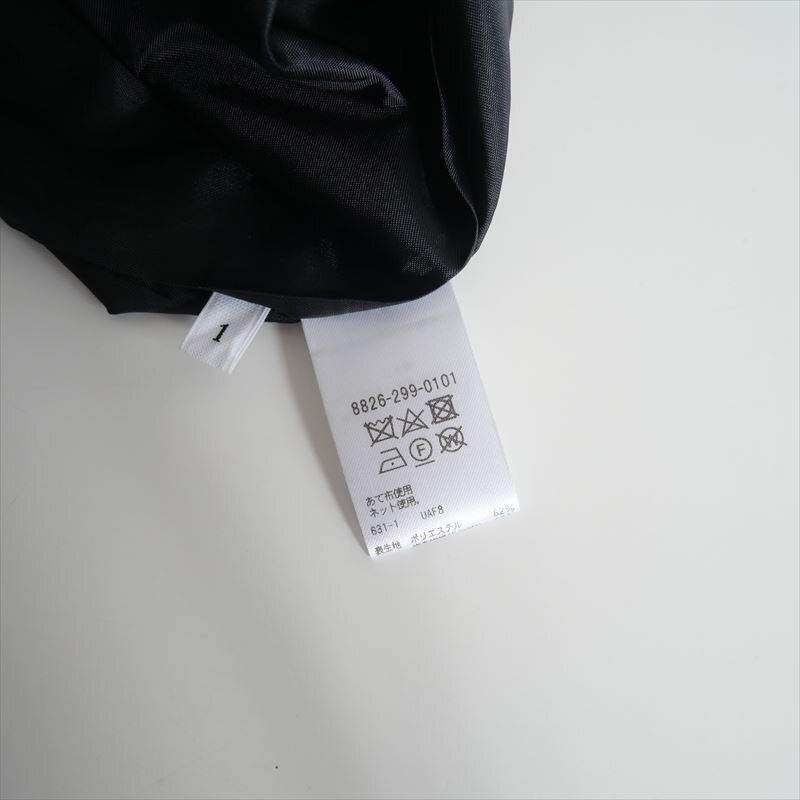 1
8826-299-0101
F W
あて布使用
ネット使用。
631-1 UAF8
表生地 ポリエステル 62%